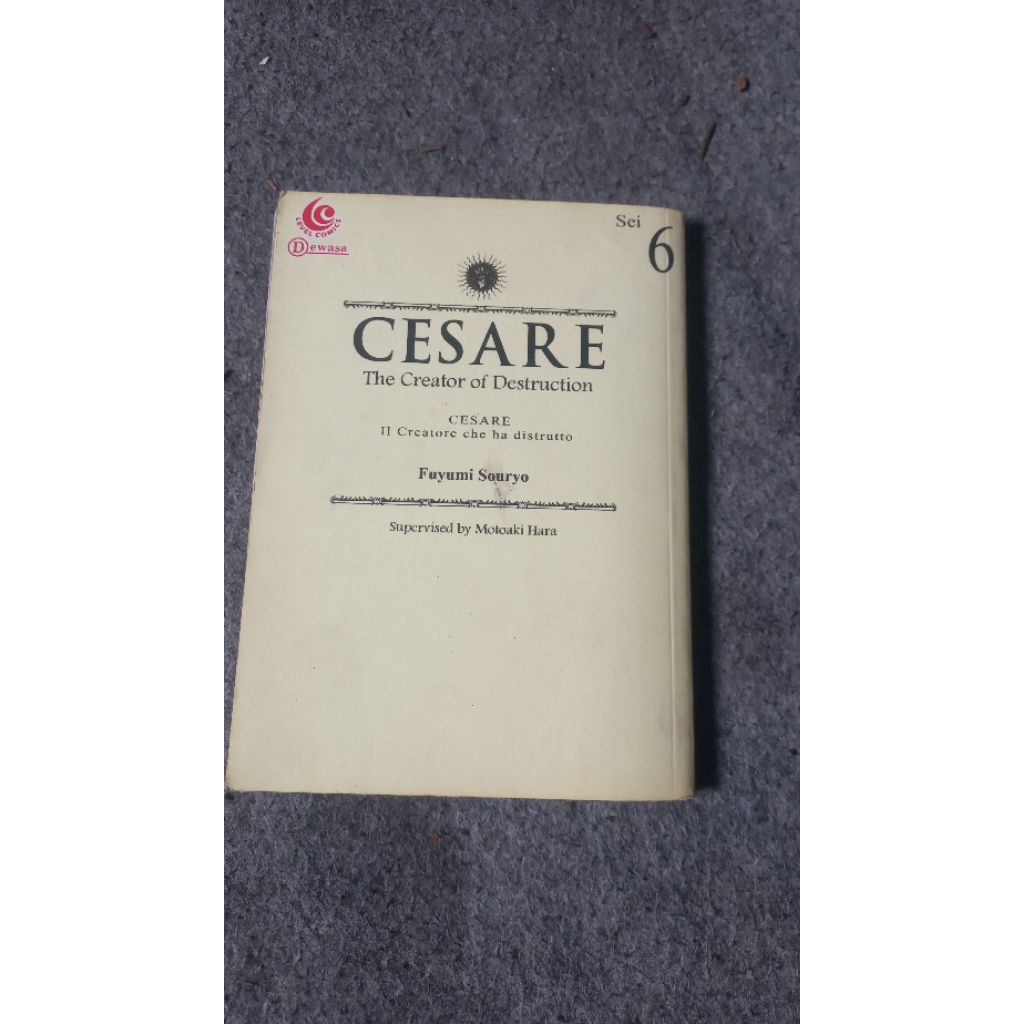 LC
LEVEL COMICS
Dewasa
Sei
6
CESARE
The Creator of Destruction
CESARE
Il Creatore che ha distrutto
Fuyumi Souryo
Supervised by Motoaki Hara